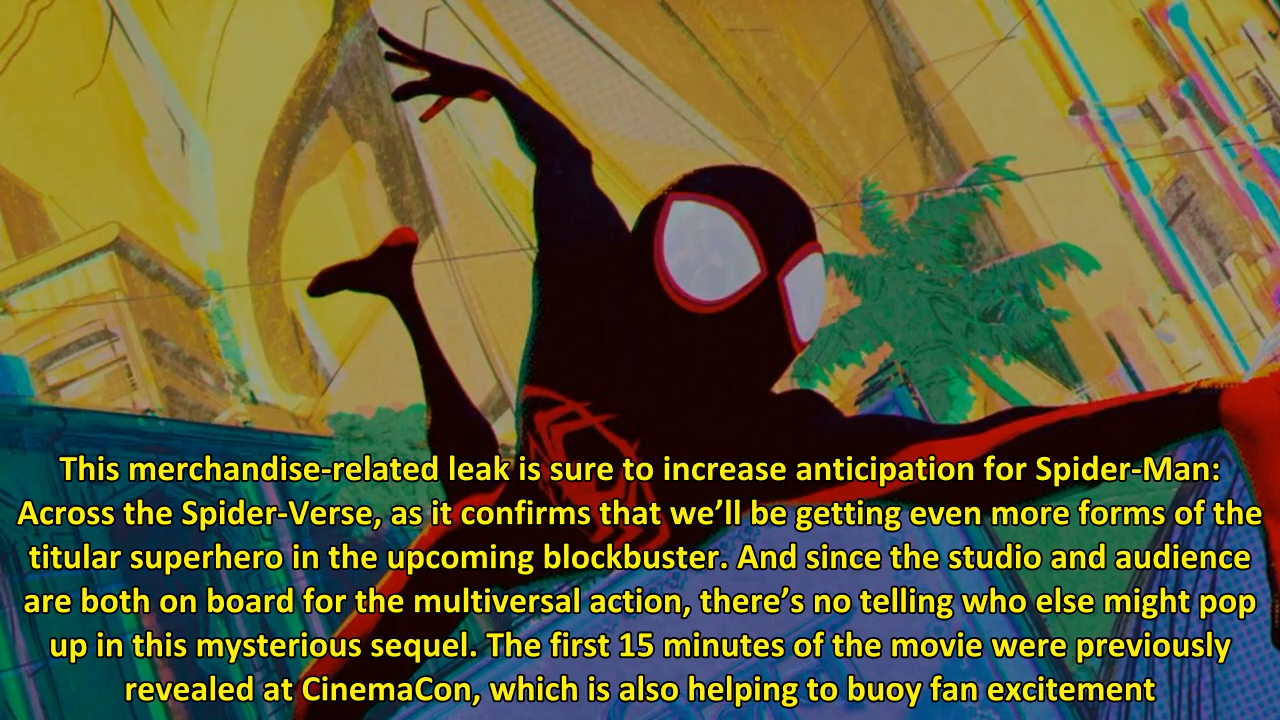 This merchandise-related leak is sure to increase anticipation for Spider-Man:
Across the Spider-Verse, as it confirms that we’ll be getting even more forms of the
titular superhero in the upcoming blockbuster. And since the studio and audience
are both on board for the multiversal action, there’s no telling who else might pop
up in this mysterious sequel. The first 15 minutes of the movie were previously
revealed at CinemaCon, which is also helping to buoy fan excitement